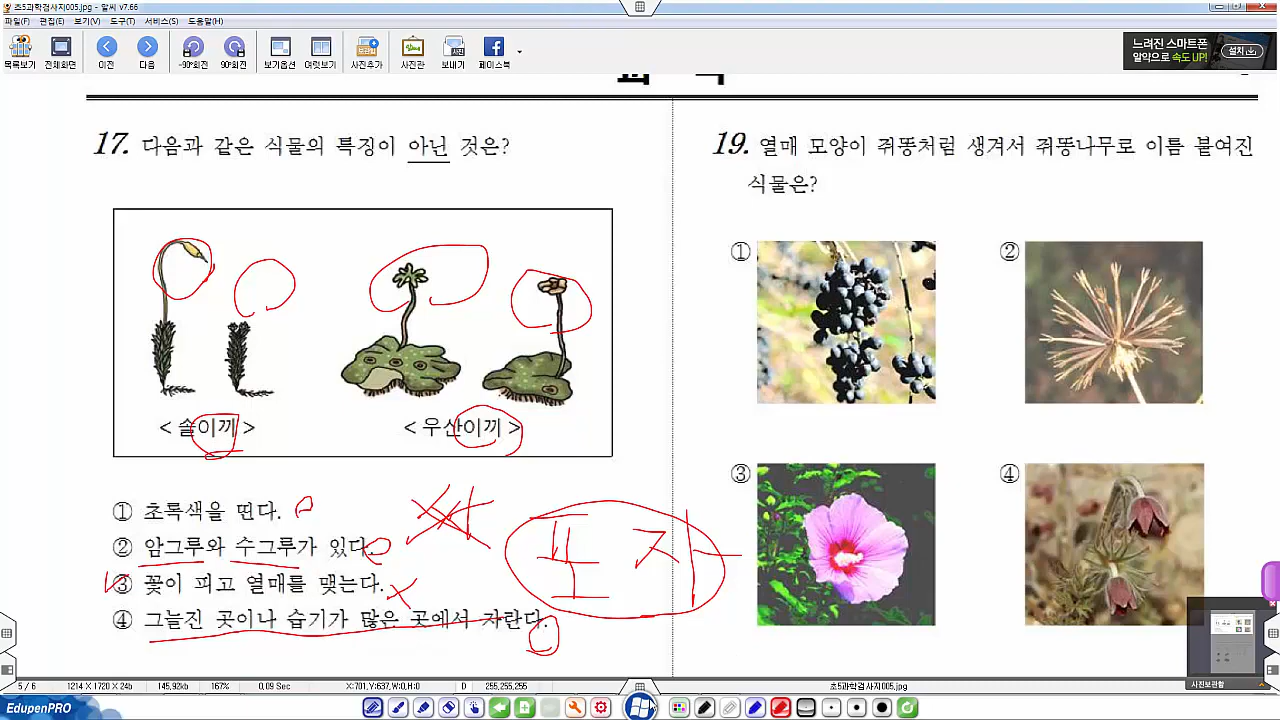 초5과학검사지005.jpg - 알씨 v7.66
파일(F) 편집(E) 보기(V) 도구(T) 서비스(S) 도움말(H)
목록보기 전체화면 이전 다음 -90°회전 90°회전 보기옵션 여럿보기 사진추가 사진관 보내기 페이스북
느려진 스마트폰
알약으로 속도 UP!
설치
17. 다음과 같은 식물의 특징이 아닌 것은?
< 솔이끼 > < 우산이끼 >
① 초록색을 띤다.
② 암그루와 수그루가 있다.
③ 꽃이 피고 열매를 맺는다.
④ 그늘진 곳이나 습기가 많은 곳에서 자란다.
포자
19. 열매 모양이 쥐똥처럼 생겨서 쥐똥나무로 이름 붙여진
식물은?
① ②
③ ④
사진보관함
5 / 6 1214 X 1720 X 24b 145.92kb 167% 0.09 Sec X:701,Y:637,W:0,H:0 D 255,255,255 초5과학검사지005.jpg
EdupenPRO